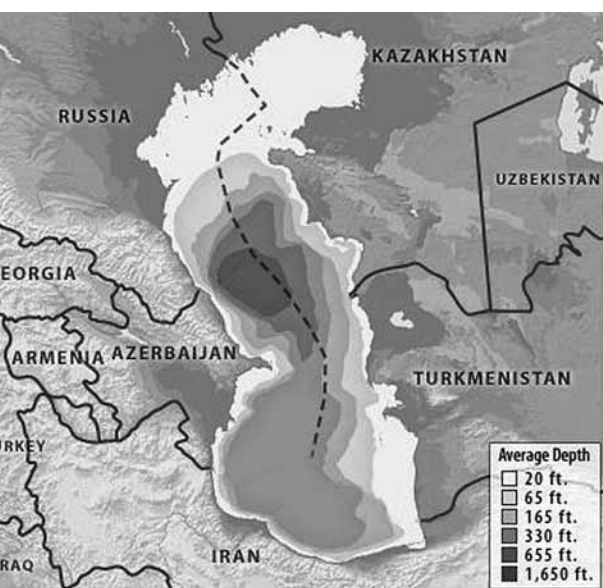 KAZAKHSTAN
RUSSIA
UZBEKISTAN
EORGIA
ARMENIA AZERBAIJAN
TURKMENISTAN
URKEY
IRAN
RAQ
Average Depth
20 ft.
65 ft.
165 ft.
330 ft.
655 ft.
1,650 ft.